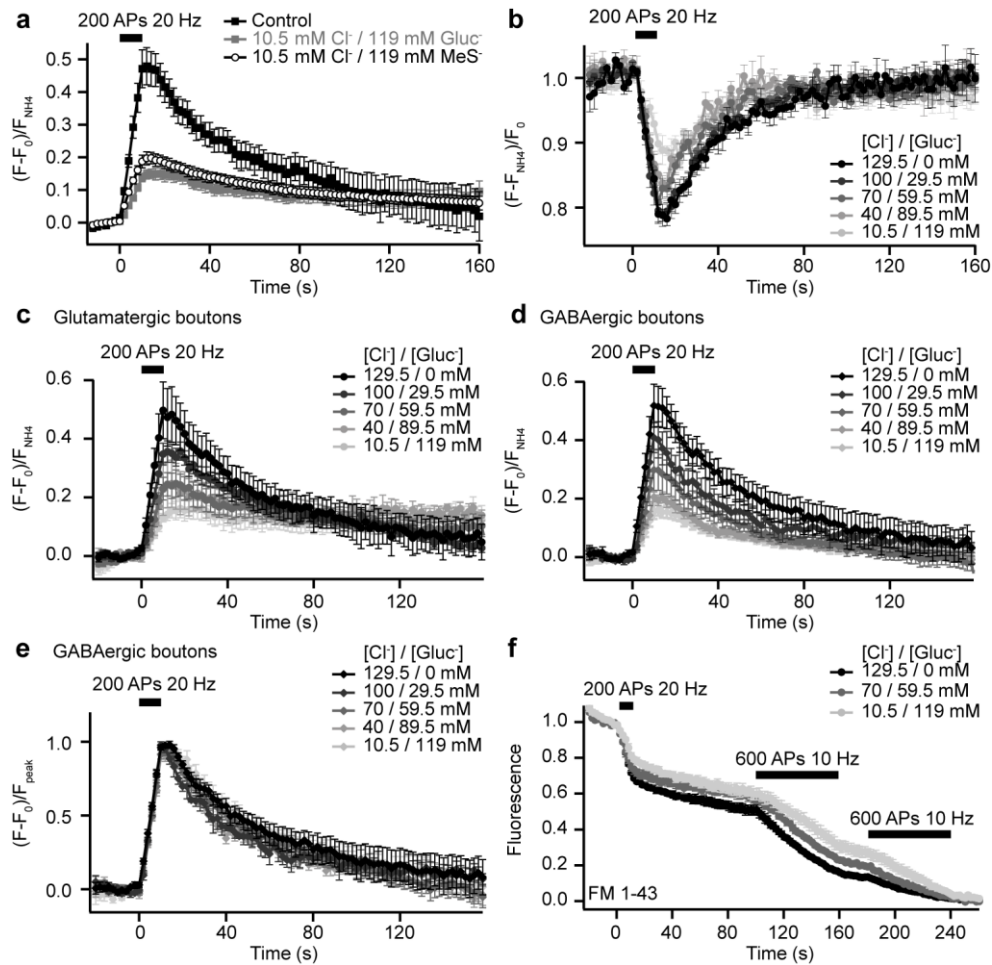 a
200 APs 20 Hz
Control
10.5 mM Cl⁻ / 119 mM Gluc⁻
10.5 mM Cl⁻ / 119 mM MeS⁻
0.5
0.4
0.3
0.2
0.1
0.0
(F-F₀)/F_NH4
0
40
80
120
160
Time (s)
b
200 APs 20 Hz
1.0
0.9
0.8
(F-F_NH4)/F₀
[Cl⁻] / [Gluc⁻]
129.5 / 0 mM
100 / 29.5 mM
70 / 59.5 mM
40 / 89.5 mM
10.5 / 119 mM
0
40
80
120
160
Time (s)
c Glutamatergic boutons
200 APs 20 Hz
[Cl⁻] / [Gluc⁻]
129.5 / 0 mM
100 / 29.5 mM
70 / 59.5 mM
40 / 89.5 mM
10.5 / 119 mM
0.6
0.4
0.2
0.0
(F-F₀)/F_NH4
0
40
80
120
Time (s)
d GABAergic boutons
200 APs 20 Hz
[Cl⁻] / [Gluc⁻]
129.5 / 0 mM
100 / 29.5 mM
70 / 59.5 mM
40 / 89.5 mM
10.5 / 119 mM
0.6
0.4
0.2
0.0
(F-F₀)/F_NH4
0
40
80
120
Time (s)
e GABAergic boutons
200 APs 20 Hz
[Cl⁻] / [Gluc⁻]
129.5 / 0 mM
100 / 29.5 mM
70 / 59.5 mM
40 / 89.5 mM
10.5 / 119 mM
1.0
0.5
0.0
(F-F₀)/F_peak
0
40
80
120
Time (s)
f
200 APs 20 Hz
[Cl⁻] / [Gluc⁻]
129.5 / 0 mM
70 / 59.5 mM
10.5 / 119 mM
600 APs 10 Hz
600 APs 10 Hz
1.0
0.8
0.6
0.4
0.2
0.0
Fluorescence
FM 1-43
0
40
80
120
160
200
240
Time (s)